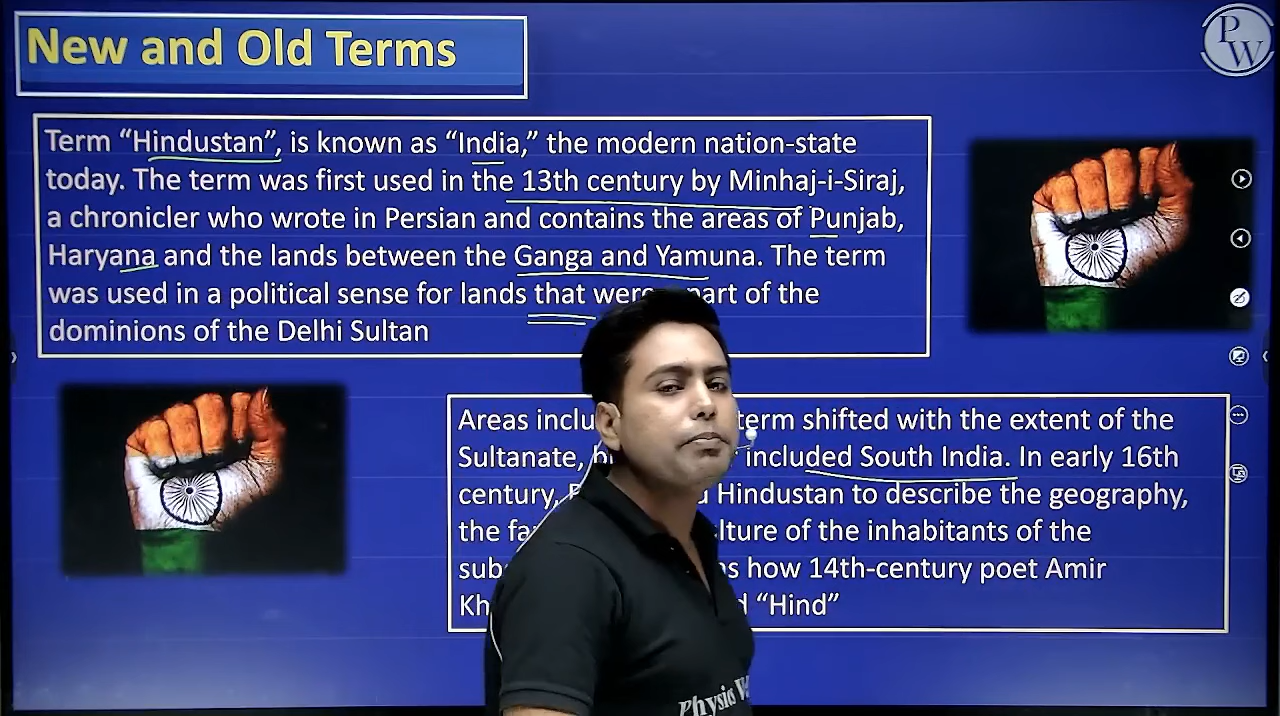 New and Old Terms
PW
Term “Hindustan”, is known as “India,” the modern nation-state
today. The term was first used in the 13th century by Minhaj-i-Siraj,
a chronicler who wrote in Persian and contains the areas of Punjab,
Haryana and the lands between the Ganga and Yamuna. The term
was used in a political sense for lands that were part of the
dominions of the Delhi Sultan
Areas term shifted with the extent of the
Sultanate, included South India. In early 16th
century, Hindustan to describe the geography,
the of the inhabitants of the
how 14th-century poet Amir
“Hind”
Physics